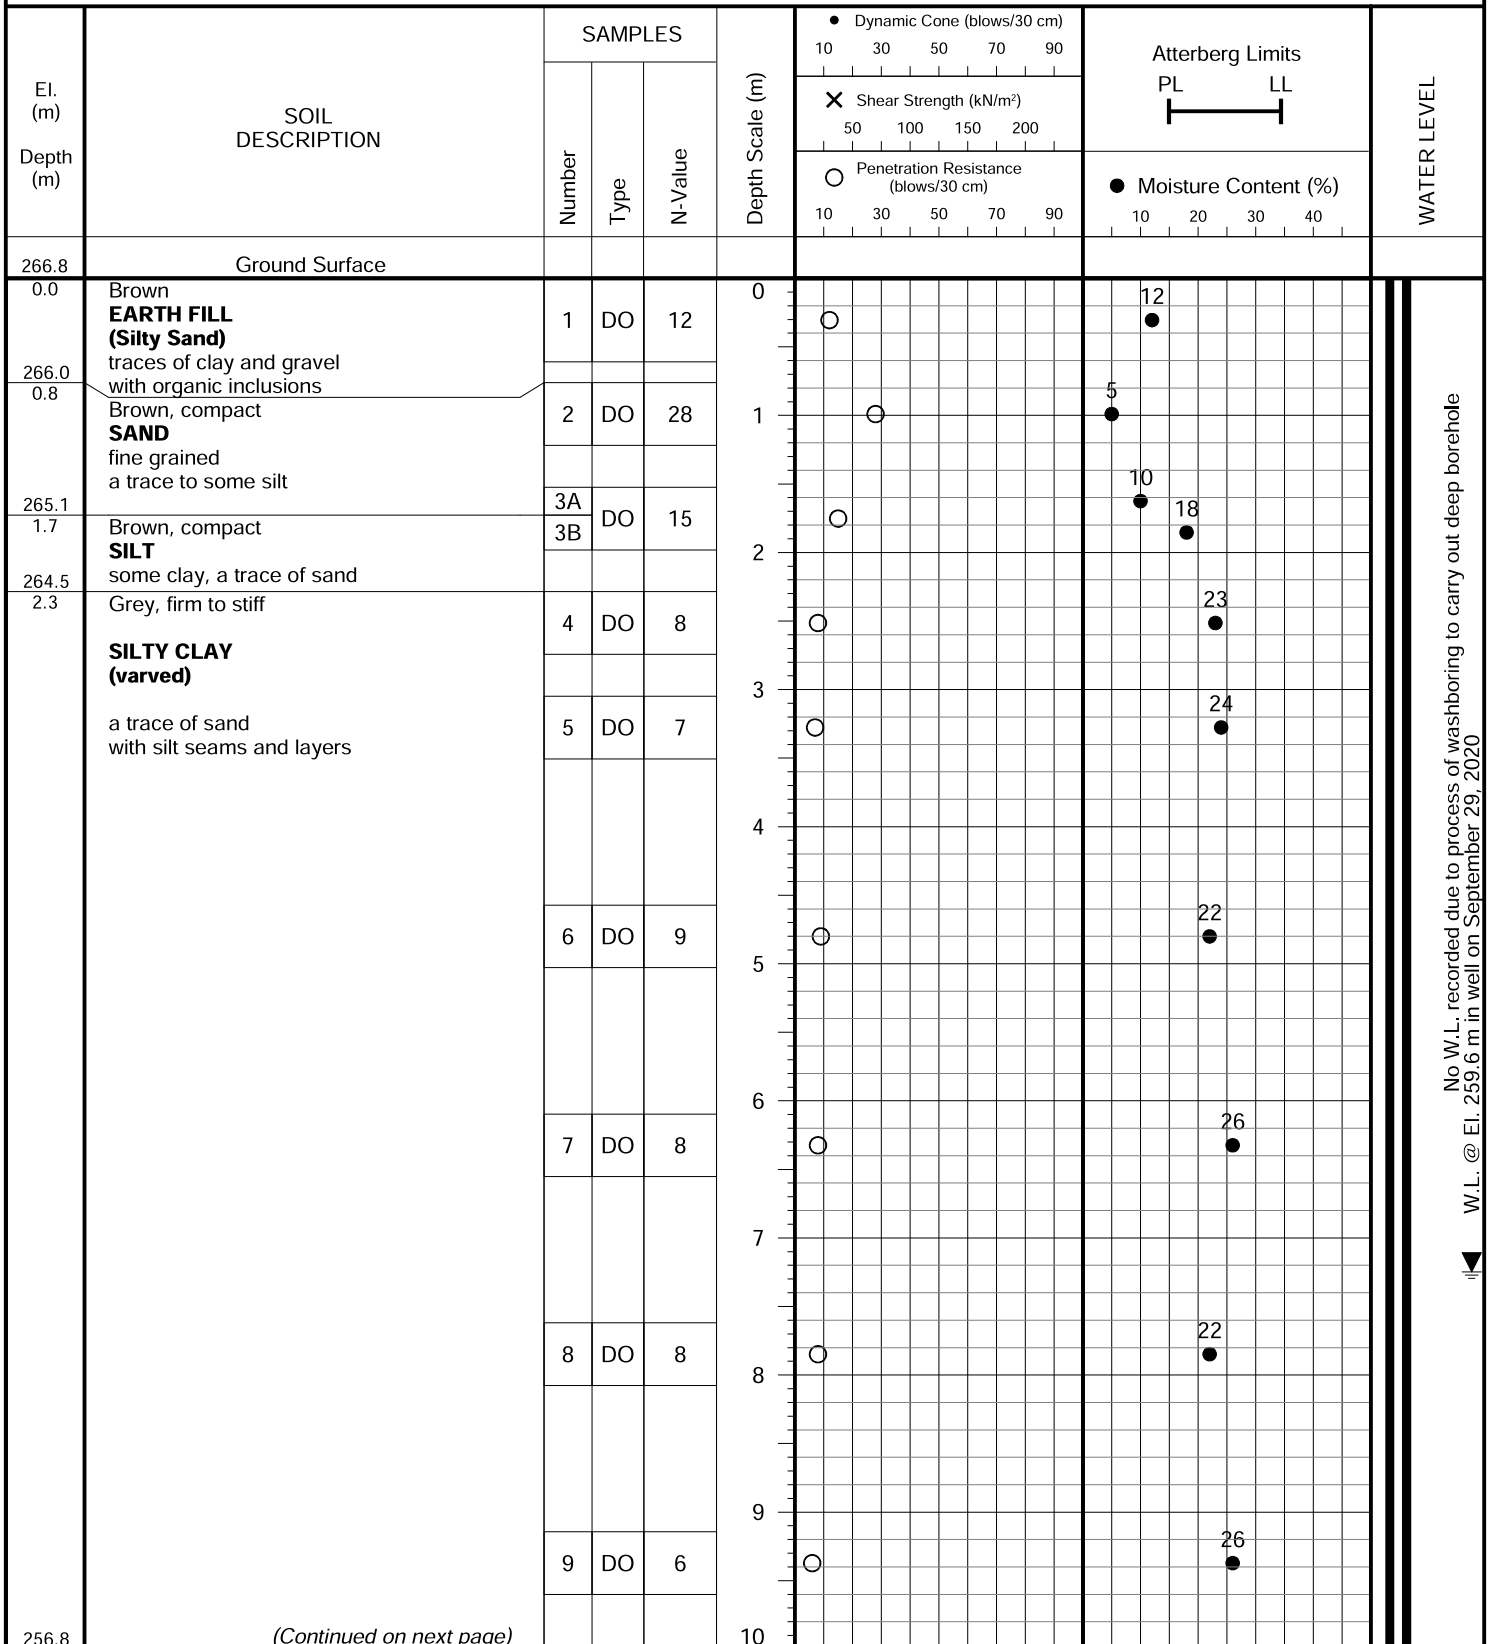 El.
(m)
Depth
(m)
SOIL
DESCRIPTION
SAMPLES
Number
Type
N-Value
Depth Scale (m)
Dynamic Cone (blows/30 cm)
10 30 50 70 90
Shear Strength (kN/m²)
50 100 150 200
Penetration Resistance
(blows/30 cm)
10 30 50 70 90
Atterberg Limits
PL LL
Moisture Content (%)
10 20 30 40
WATER LEVEL
266.8 Ground Surface
0.0 Brown
EARTH FILL
(Silty Sand)
traces of clay and gravel
with organic inclusions
1 DO 12
0
12
266.0
0.8 Brown, compact
SAND
fine grained
a trace to some silt
2 DO 28
1
5
265.1
1.7 Brown, compact
SILT
some clay, a trace of sand
3A
3B
DO 15
10
18
2
264.5
2.3 Grey, firm to stiff
SILTY CLAY
(varved)
a trace of sand
with silt seams and layers
4 DO 8
23
3
5 DO 7
24
4
6 DO 9
22
5
6
7 DO 8
26
7
8 DO 8
22
8
9
9 DO 6
26
256.8 (Continued on next page)
10
No W.L. recorded due to process of washboring to carry out deep borehole
W.L. @ El. 259.6 m in well on September 29, 2020